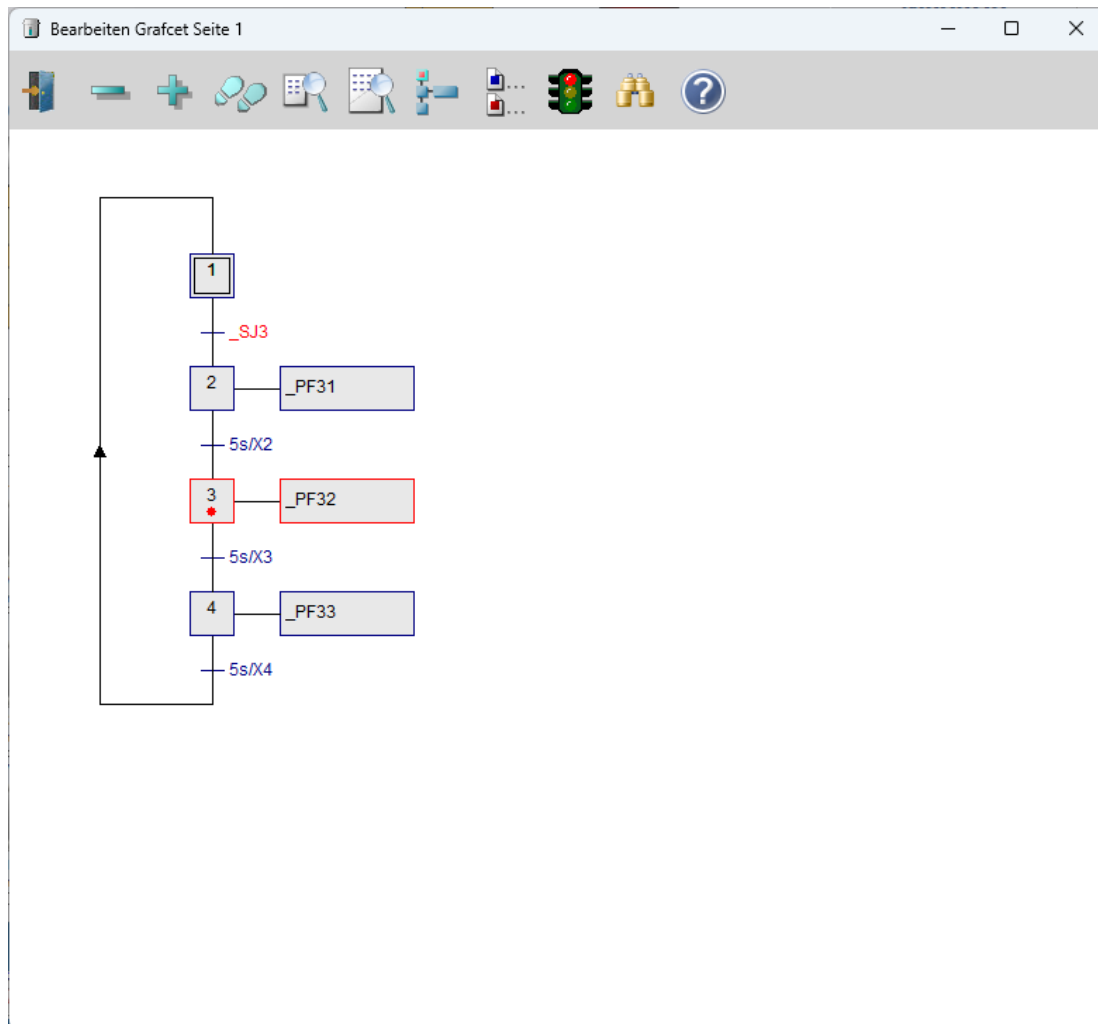 Bearbeiten Grafcet Seite 1
1
_SJ3
2 _PF31
5s/X2
3 _PF32
5s/X3
4 _PF33
5s/X4